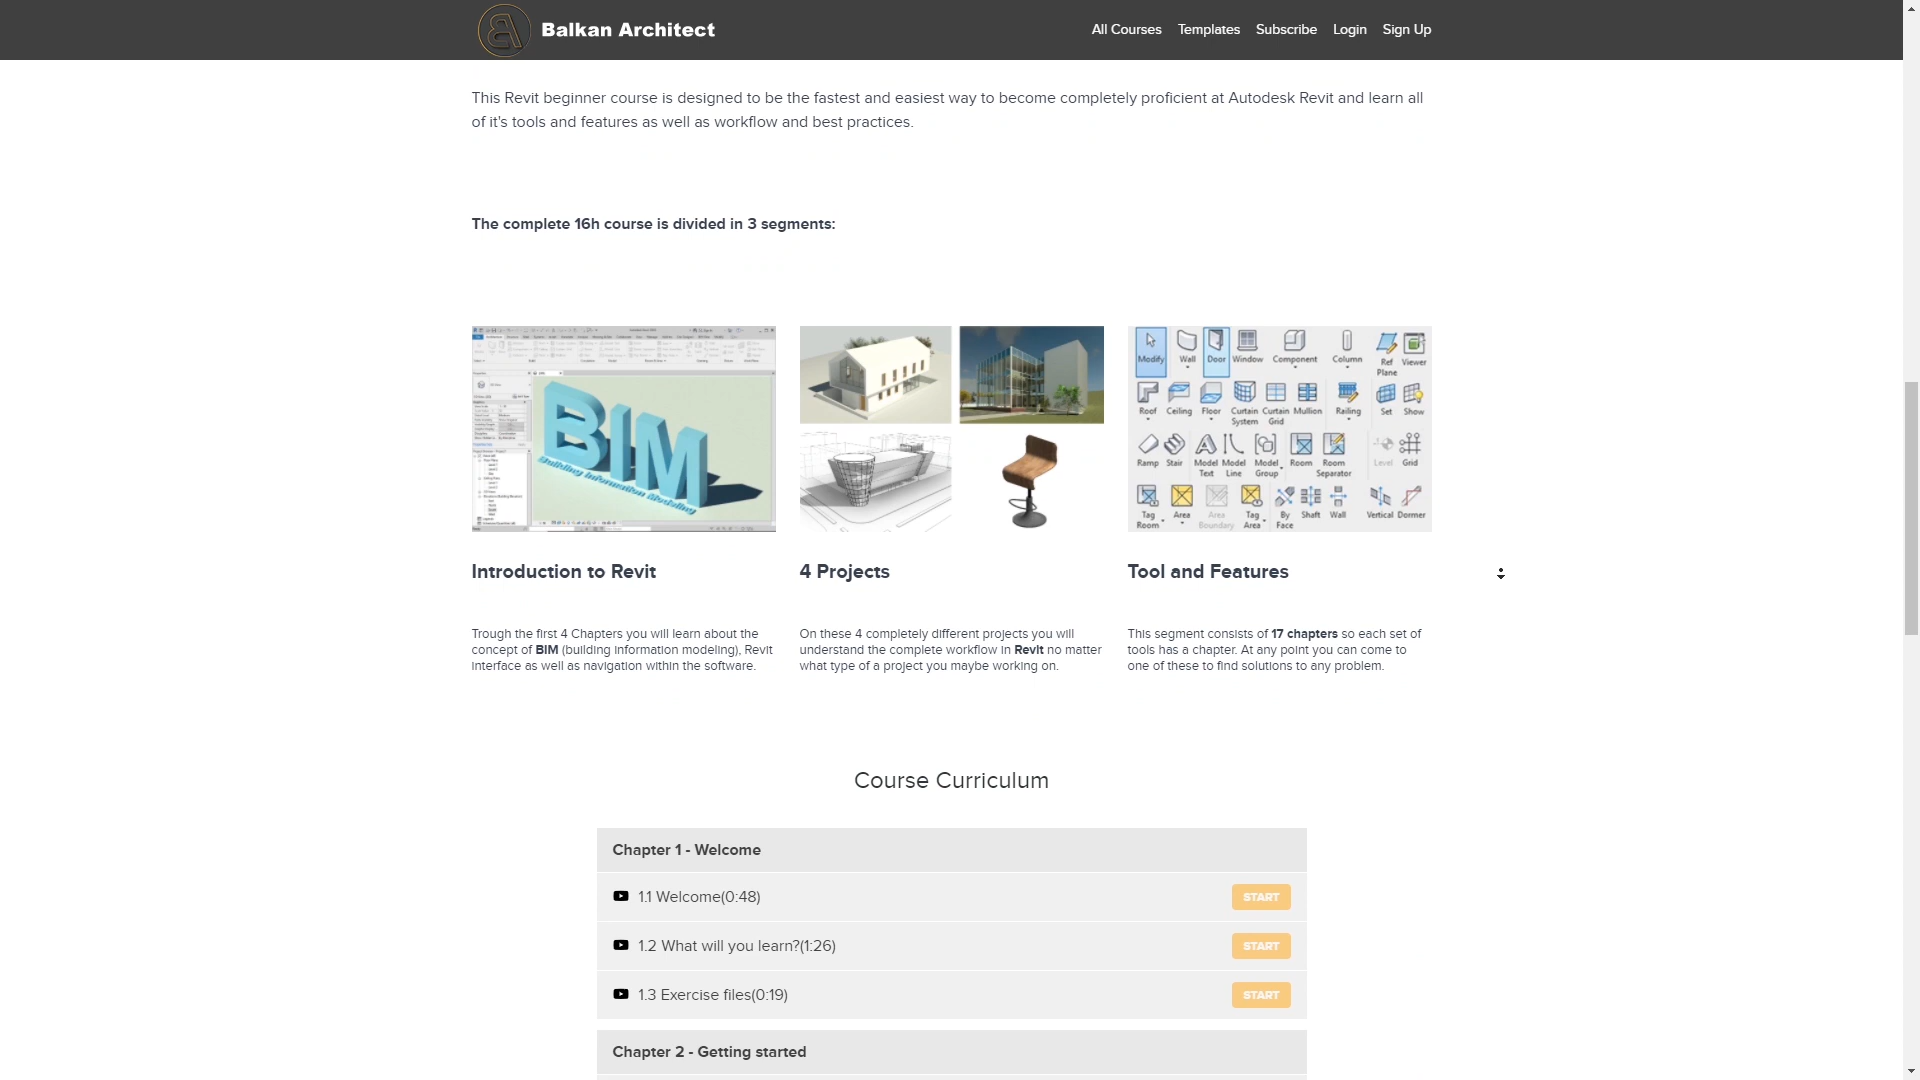 Balkan Architect
All Courses Templates Subscribe Login Sign Up
This Revit beginner course is designed to be the fastest and easiest way to become completely proficient at Autodesk Revit and learn all
of it's tools and features as well as workflow and best practices.
The complete 16h course is divided in 3 segments:
BIM
Building Information Modeling
Modify Wall Door Window Component Column Ref Plane Viewer
Roof Ceiling Floor Curtain System Curtain Grid Mullion Railing Set Show
Ramp Stair Model Text Model Line Model Group Room Room Separator Level Grid
Tag Room Area Area Boundary Tag Area By Face Shaft Wall Vertical Dormer
Introduction to Revit
Trough the first 4 Chapters you will learn about the
concept of BIM (building information modeling), Revit
interface as well as navigation within the software.
4 Projects
On these 4 completely different projects you will
understand the complete workflow in Revit no matter
what type of a project you maybe working on.
Tool and Features
This segment consists of 17 chapters so each set of
tools has a chapter. At any point you can come to
one of these to find solutions to any problem.
Course Curriculum
Chapter 1 - Welcome
1.1 Welcome(0:48) START
1.2 What will you learn?(1:26) START
1.3 Exercise files(0:19) START
Chapter 2 - Getting started